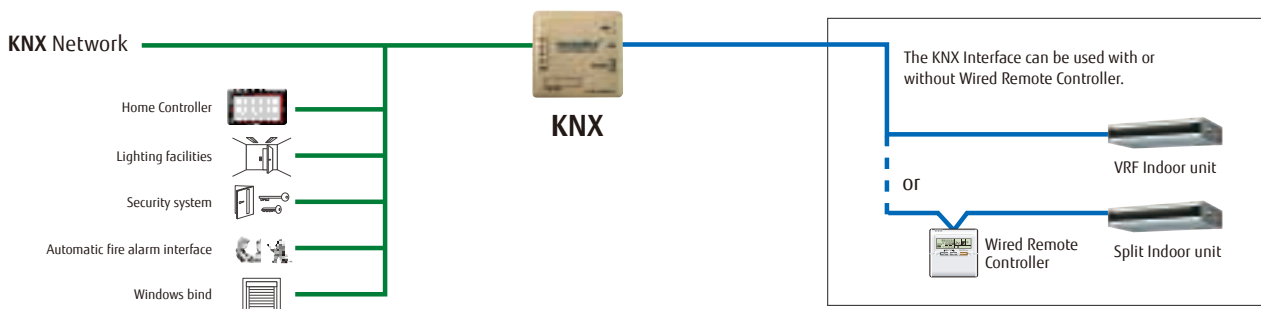 KNX Network
Home Controller
Lighting facilities
Security system
Automatic fire alarm interface
Windows bind
KNX
The KNX Interface can be used with or
without Wired Remote Controller.
VRF Indoor unit
or
Wired Remote
Controller
Split Indoor unit